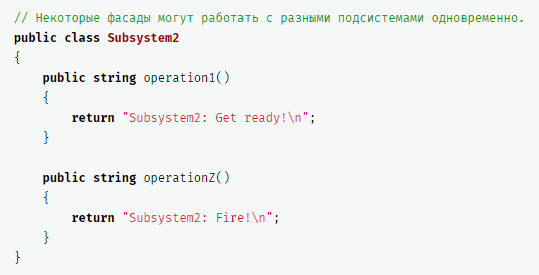 // Некоторые фасады могут работать с разными подсистемами одновременно.
public class Subsystem2
{
    public string operation1()
    {
        return "Subsystem2: Get ready!\n";
    }

    public string operationZ()
    {
        return "Subsystem2: Fire!\n";
    }
}